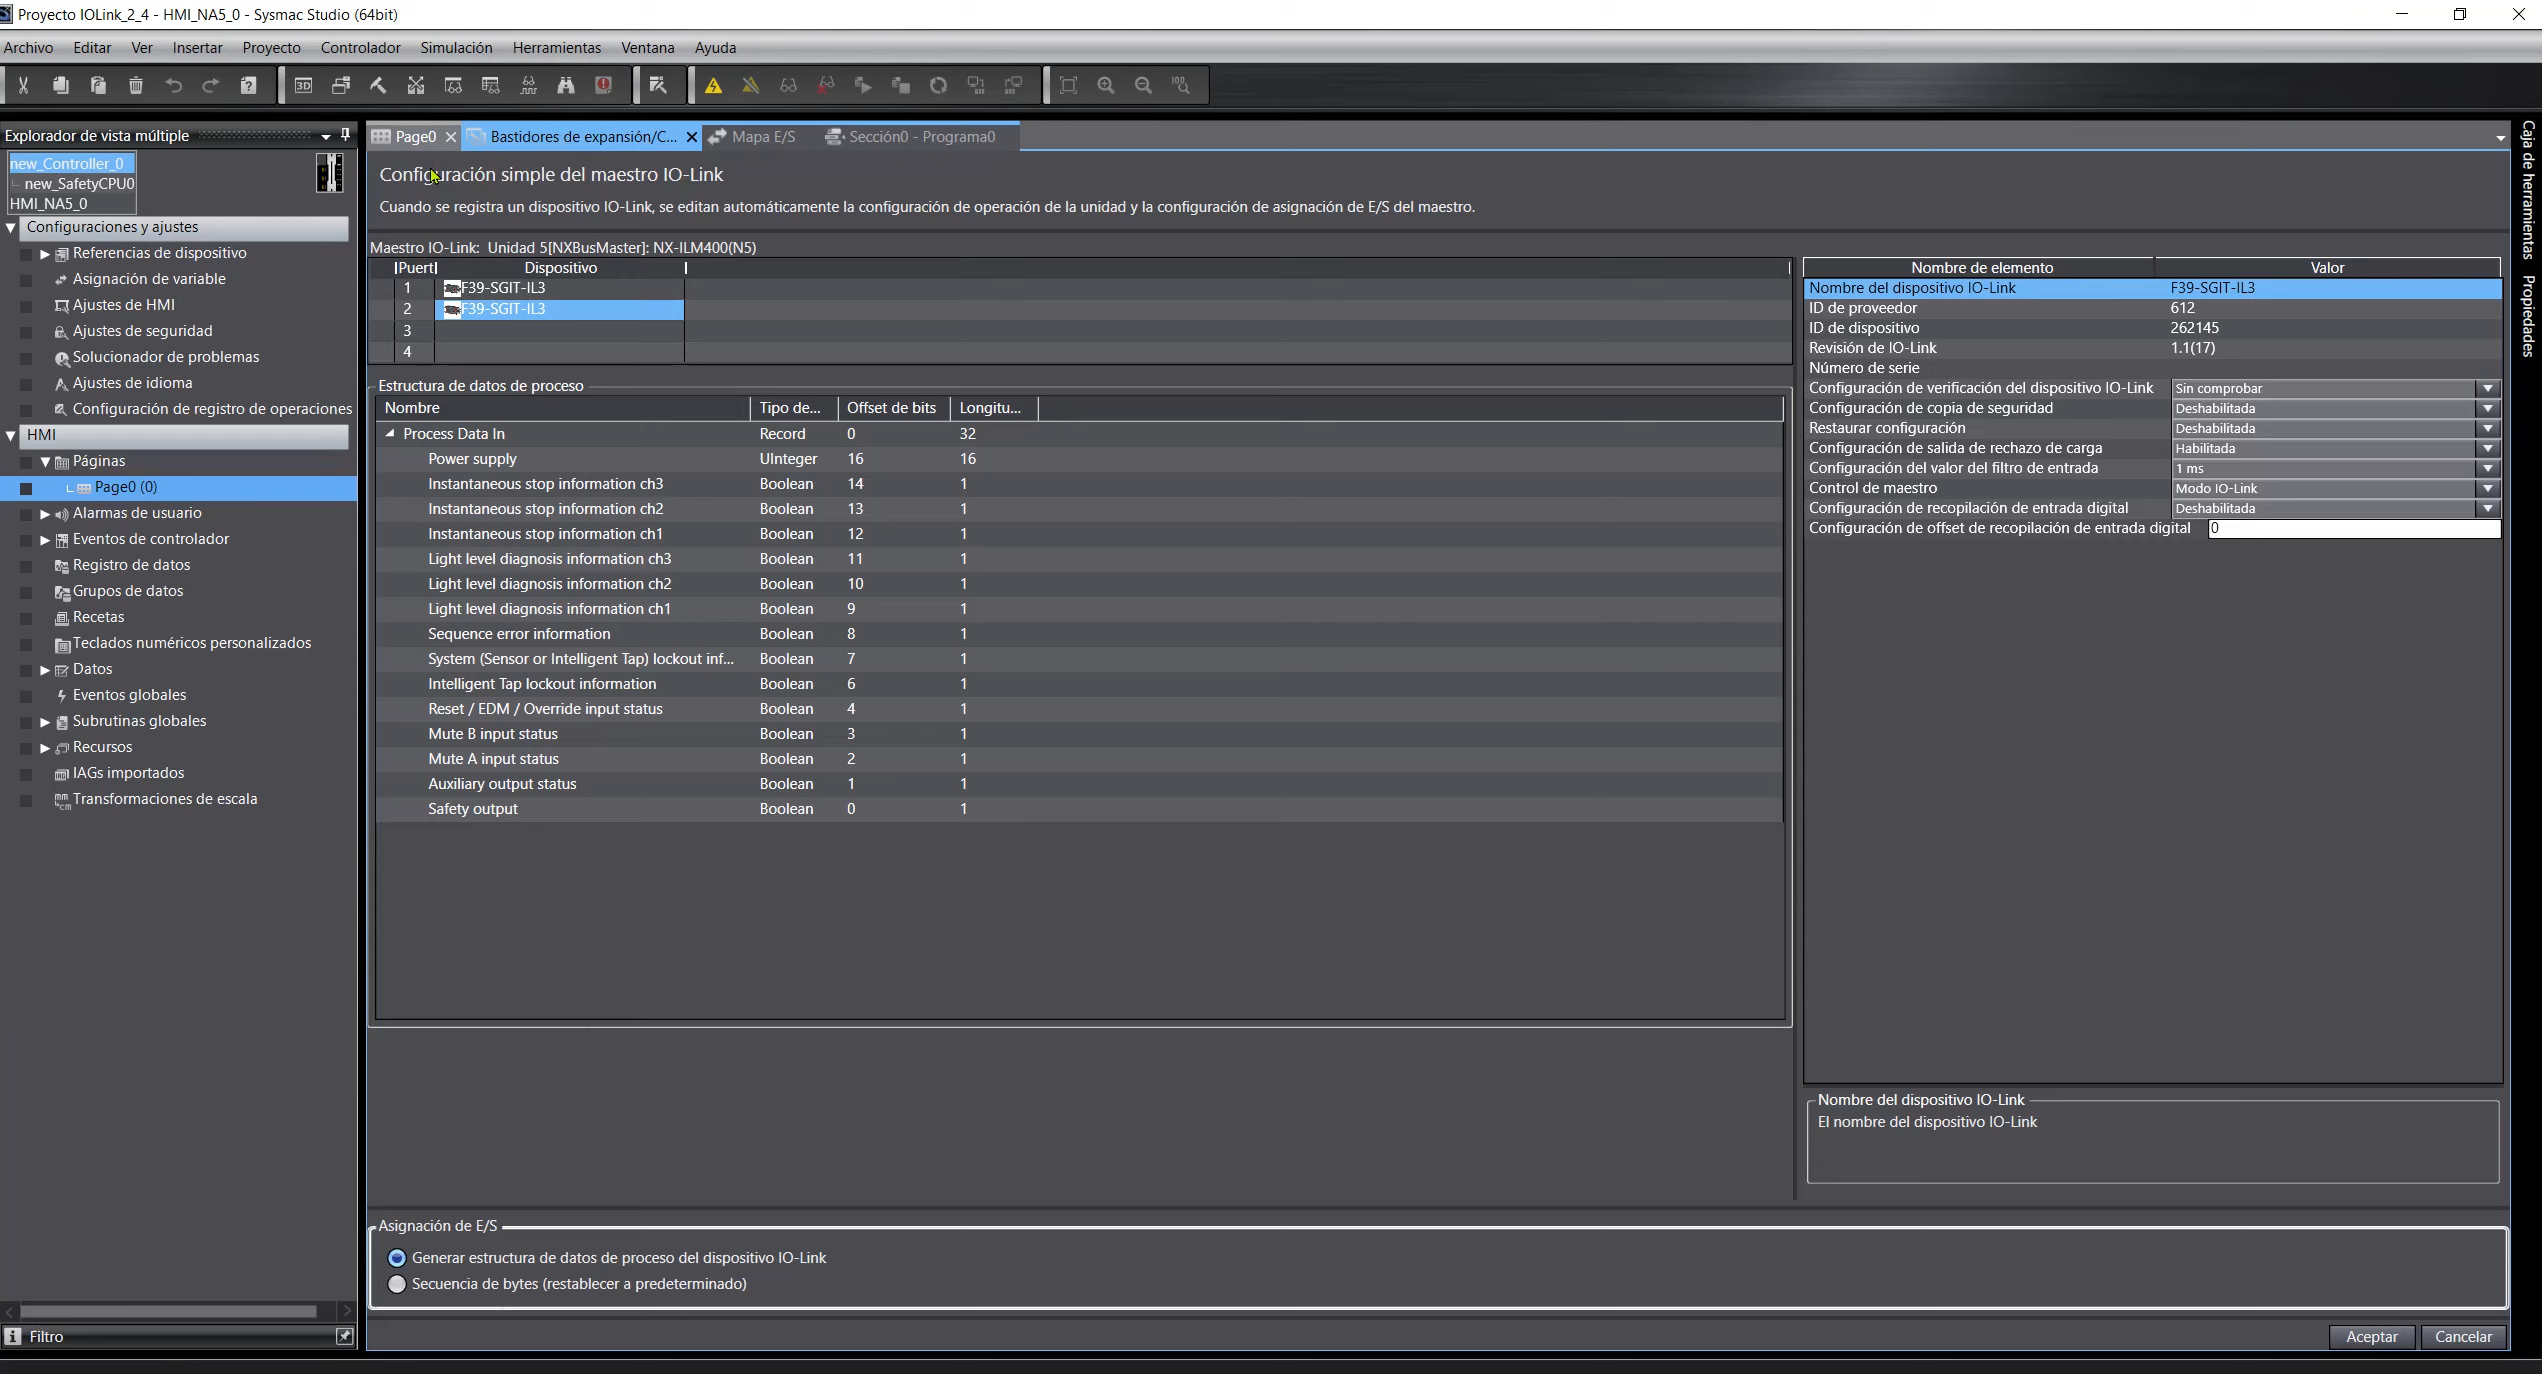 Proyecto IOLink_2_4 - HMI_NA5_0 - Sysmac Studio (64bit)
Archivo Editar Ver Insertar Proyecto Controlador Simulación Herramientas Ventana Ayuda
Explorador de vista múltiple
new_Controller_0
new_SafetyCPU0
HMI_NA5_0
Configuraciones y ajustes
Referencias de dispositivo
Asignación de variable
Ajustes de HMI
Ajustes de seguridad
Solucionador de problemas
Ajustes de idioma
Configuración de registro de operaciones
HMI
Páginas
Page0 (0)
Alarmas de usuario
Eventos de controlador
Registro de datos
Grupos de datos
Recetas
Teclados numéricos personalizados
Datos
Eventos globales
Subrutinas globales
Recursos
IAGs importados
Transformaciones de escala
Filtro
Page0 Bastidores de expansión/C... Mapa E/S Sección0 - Programa0
Configuración simple del maestro IO-Link
Cuando se registra un dispositivo IO-Link, se editan automáticamente la configuración de operación de la unidad y la configuración de asignación de E/S del maestro.
Maestro IO-Link: Unidad 5[NXBusMaster]: NX-ILM400(N5)
Puert Dispositivo
1 F39-SGIT-IL3
2 F39-SGIT-IL3
3
4
Estructura de datos de proceso
Nombre Tipo de... Offset de bits Longitu...
Process Data In Record 0 32
Power supply UInteger 16 16
Instantaneous stop information ch3 Boolean 14 1
Instantaneous stop information ch2 Boolean 13 1
Instantaneous stop information ch1 Boolean 12 1
Light level diagnosis information ch3 Boolean 11 1
Light level diagnosis information ch2 Boolean 10 1
Light level diagnosis information ch1 Boolean 9 1
Sequence error information Boolean 8 1
System (Sensor or Intelligent Tap) lockout inf... Boolean 7 1
Intelligent Tap lockout information Boolean 6 1
Reset / EDM / Override input status Boolean 4 1
Mute B input status Boolean 3 1
Mute A input status Boolean 2 1
Auxiliary output status Boolean 1 1
Safety output Boolean 0 1
Nombre de elemento Valor
Nombre del dispositivo IO-Link F39-SGIT-IL3
ID de proveedor 612
ID de dispositivo 262145
Revisión de IO-Link 1.1(17)
Número de serie
Configuración de verificación del dispositivo IO-Link Sin comprobar
Configuración de copia de seguridad Deshabilitada
Restaurar configuración Deshabilitada
Configuración de salida de rechazo de carga Habilitada
Configuración del valor del filtro de entrada 1 ms
Control de maestro Modo IO-Link
Configuración de recopilación de entrada digital Deshabilitada
Configuración de offset de recopilación de entrada digital 0
Nombre del dispositivo IO-Link
El nombre del dispositivo IO-Link
Asignación de E/S
Generar estructura de datos de proceso del dispositivo IO-Link
Secuencia de bytes (restablecer a predeterminado)
Aceptar Cancelar
Caja de herramientas
Propiedades